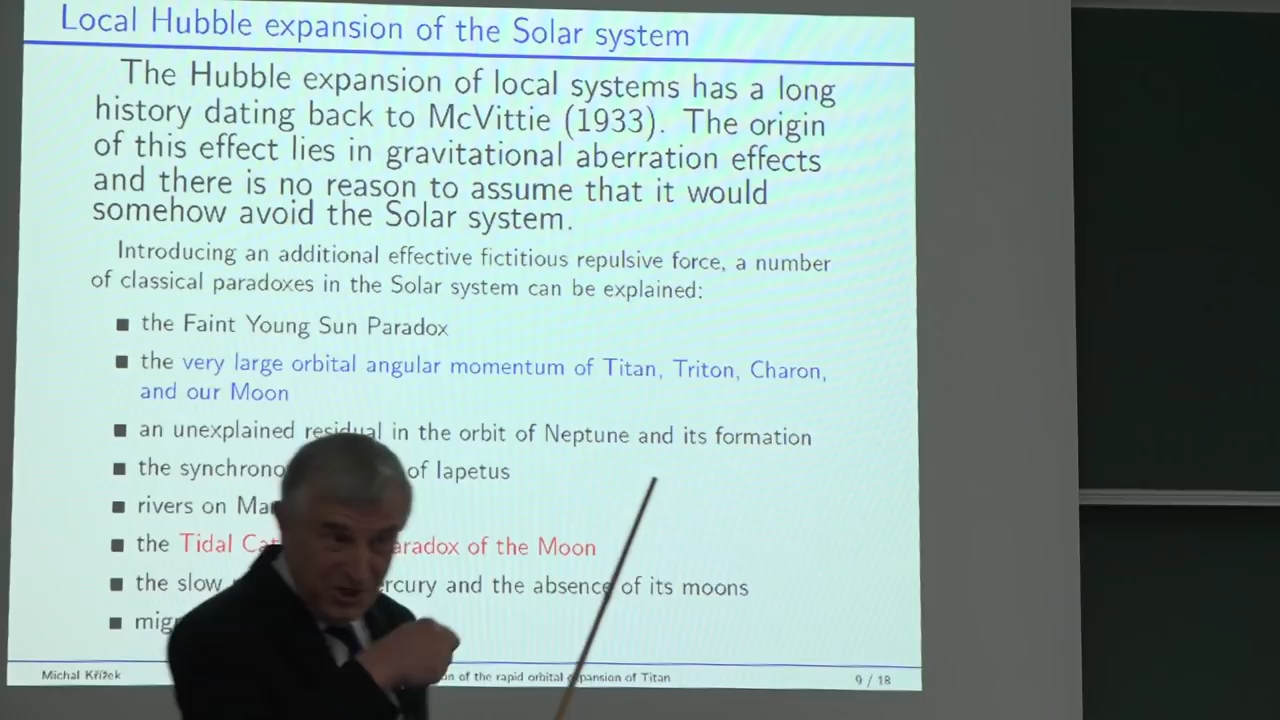 Local Hubble expansion of the Solar system
The Hubble expansion of local systems has a long
history dating back to McVittie (1933). The origin
of this effect lies in gravitational aberration effects
and there is no reason to assume that it would
somehow avoid the Solar system.
Introducing an additional effective fictitious repulsive force, a number
of classical paradoxes in the Solar system can be explained:
the Faint Young Sun Paradox
the very large orbital angular momentum of Titan, Triton, Charon,
and our Moon
an unexplained residual in the orbit of Neptune and its formation
the of Iapetus
rivers on
the Tidal of the Moon
the slow and the absence of its moons
Michal Křížek of the rapid orbital expansion of Titan 9 / 18